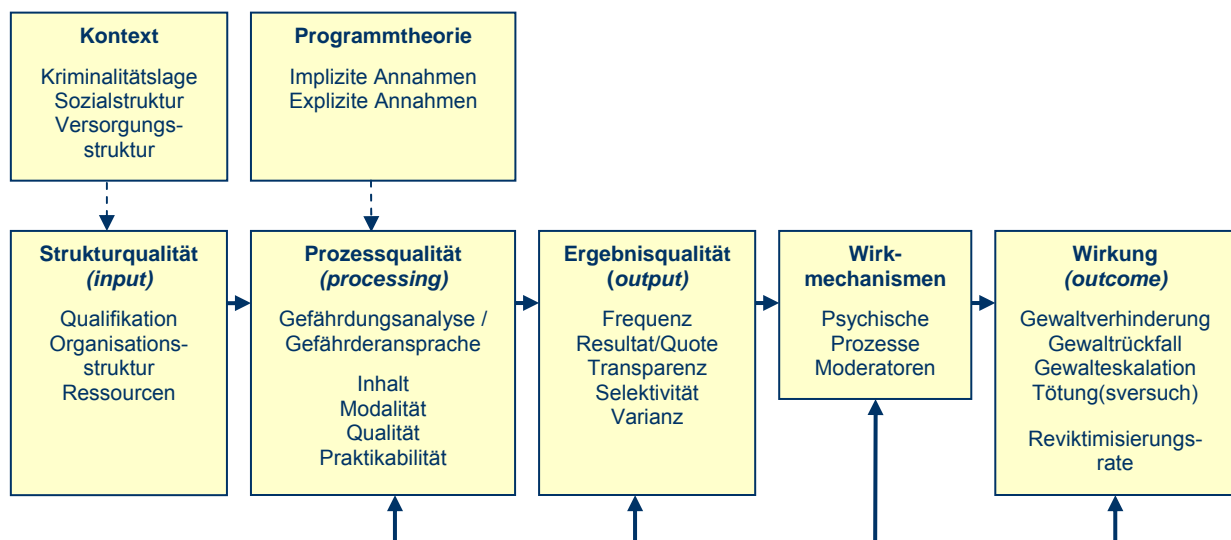 Kontext
Kriminalitätslage
Sozialstruktur
Versorgungs-
struktur
Programmtheorie
Implizite Annahmen
Explizite Annahmen
Strukturqualität
(input)
Qualifikation
Organisations-
struktur
Ressourcen
Prozessqualität
(processing)
Gefährdungsanalyse /
Gefährderansprache
Inhalt
Modalität
Qualität
Praktikabilität
Ergebnisqualität
(output)
Frequenz
Resultat/Quote
Transparenz
Selektivität
Varianz
Wirk-
mechanismen
Psychische
Prozesse
Moderatoren
Wirkung
(outcome)
Gewaltverhinderung
Gewaltrückfall
Gewalteskalation
Tötung(sversuch)
Reviktimisierungs-
rate